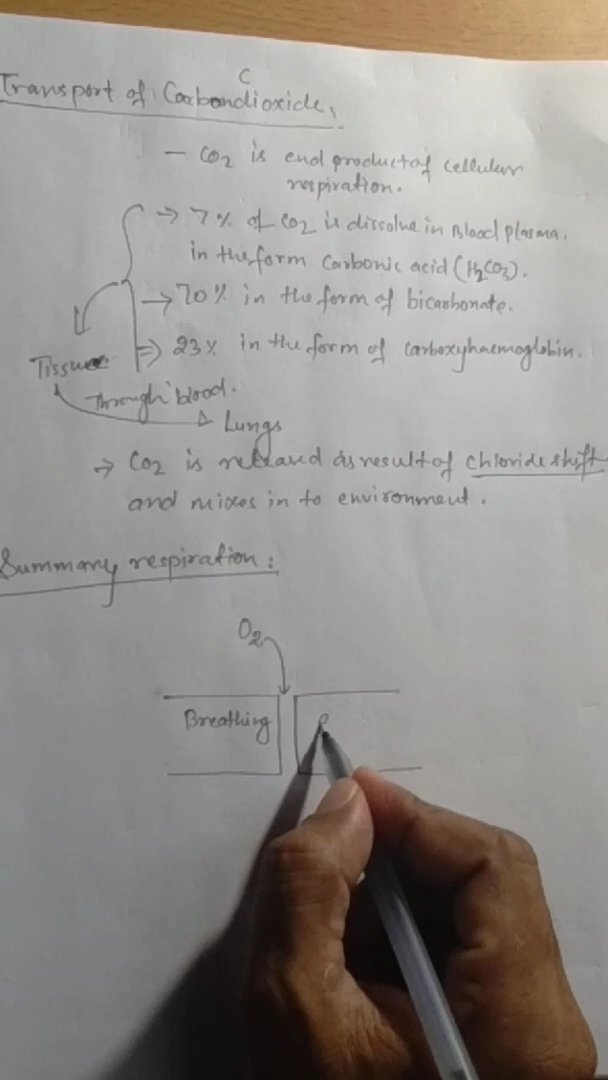 C
Transport of Carbondioxide.
— CO2 is end product of cellular
respiration.
→ 7% of CO2 is dissolve in Blood plasma.
in the form Carbonic acid (H2CO3).
→ 70% in the form of bicarbonate.
⇒ 23% in the form of carboxyhaemoglobin.
Tissue
Through blood.
Lungs
→ CO2 is as result of chloride shift
and mixes in to environment.
Summary respiration :
O2
Breathing